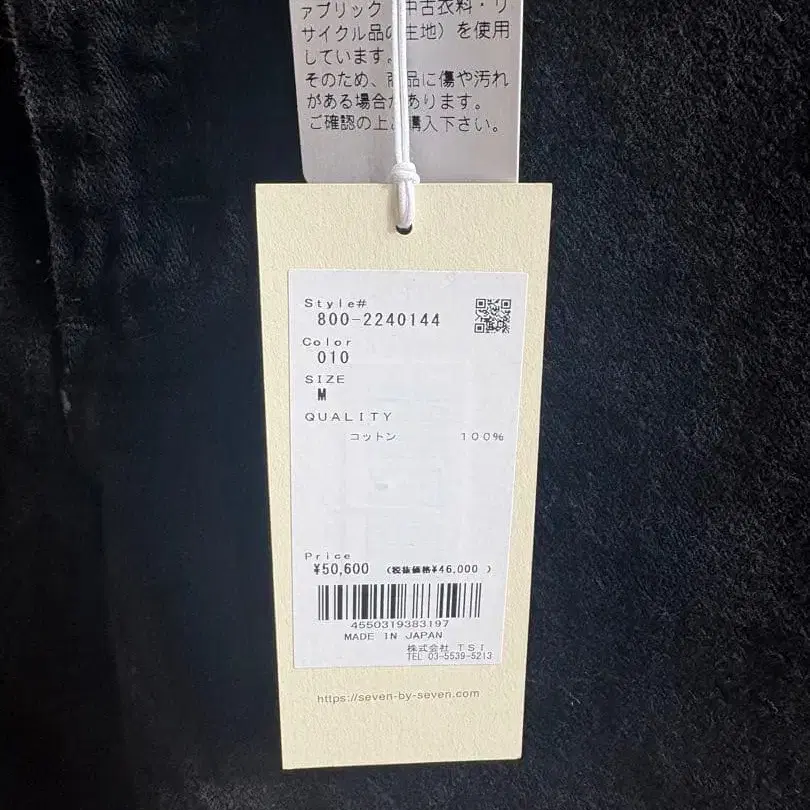 ァブリック（中古衣料・リ
サイクル品の生地）を使用
しています。
そのため、商品に傷や汚れ
がある場合があります。
ご確認の上ご購入下さい。
Style#
800-2240144
Color
010
SIZE
M
QUALITY
コットン 100%
Price
¥50,600 (税抜価格¥46,000 )
4550319383197
MADE IN JAPAN
株式会社 TSI
TEL 03-5539-5213
https://seven-by-seven.com